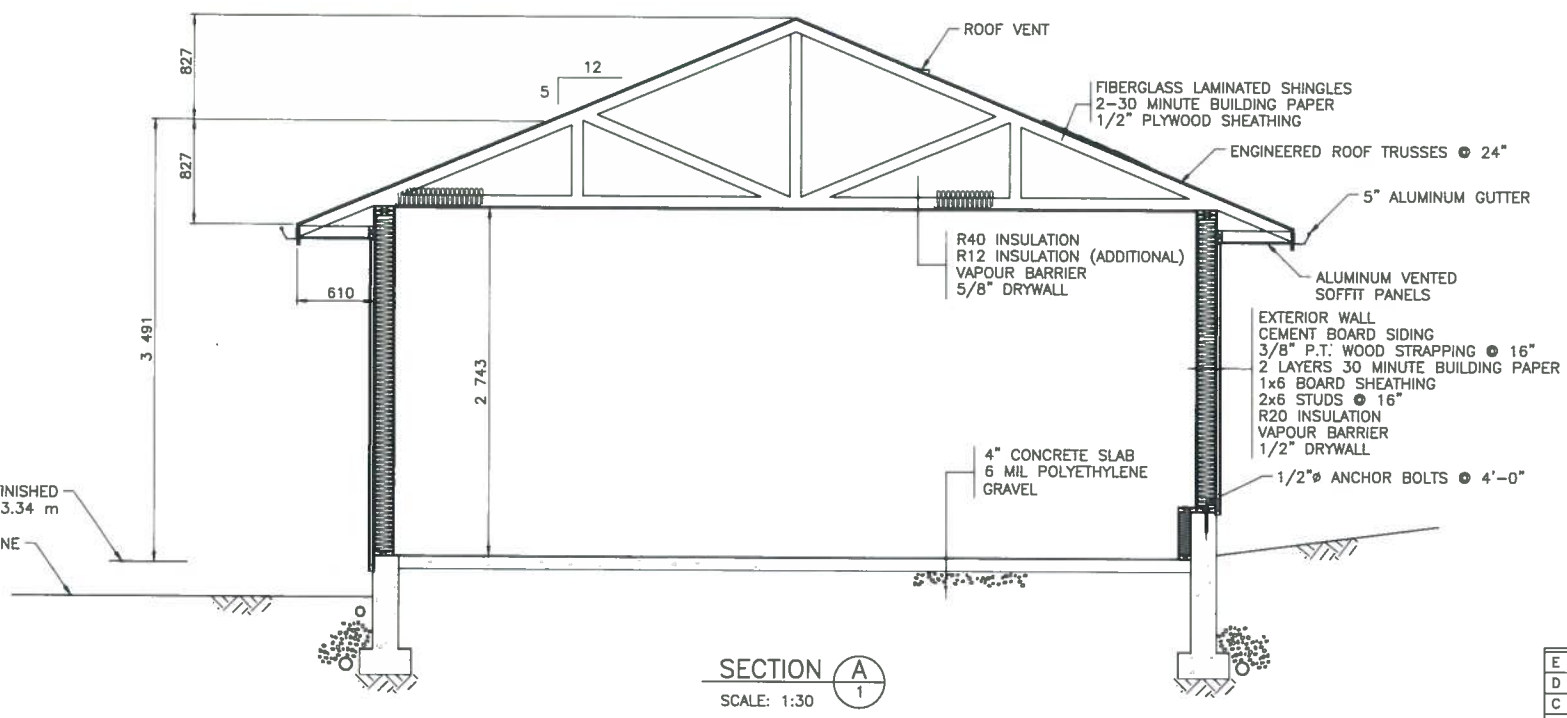 827
12
5
ROOF VENT
FIBERGLASS LAMINATED SHINGLES
2-30 MINUTE BUILDING PAPER
1/2" PLYWOOD SHEATHING
827
ENGINEERED ROOF TRUSSES @ 24"
5" ALUMINUM GUTTER
R40 INSULATION
R12 INSULATION (ADDITIONAL)
VAPOUR BARRIER
5/8" DRYWALL
ALUMINUM VENTED
SOFFIT PANELS
610
3 491
2 743
EXTERIOR WALL
CEMENT BOARD SIDING
3/8" P.T. WOOD STRAPPING @ 16"
2 LAYERS 30 MINUTE BUILDING PAPER
1x6 BOARD SHEATHING
2x6 STUDS @ 16"
R20 INSULATION
VAPOUR BARRIER
1/2" DRYWALL
4" CONCRETE SLAB
6 MIL POLYETHYLENE
GRAVEL
1/2"ø ANCHOR BOLTS @ 4'-0"
INISHED
3.34 m
NE
SECTION A
1
SCALE: 1:30
E
D
C